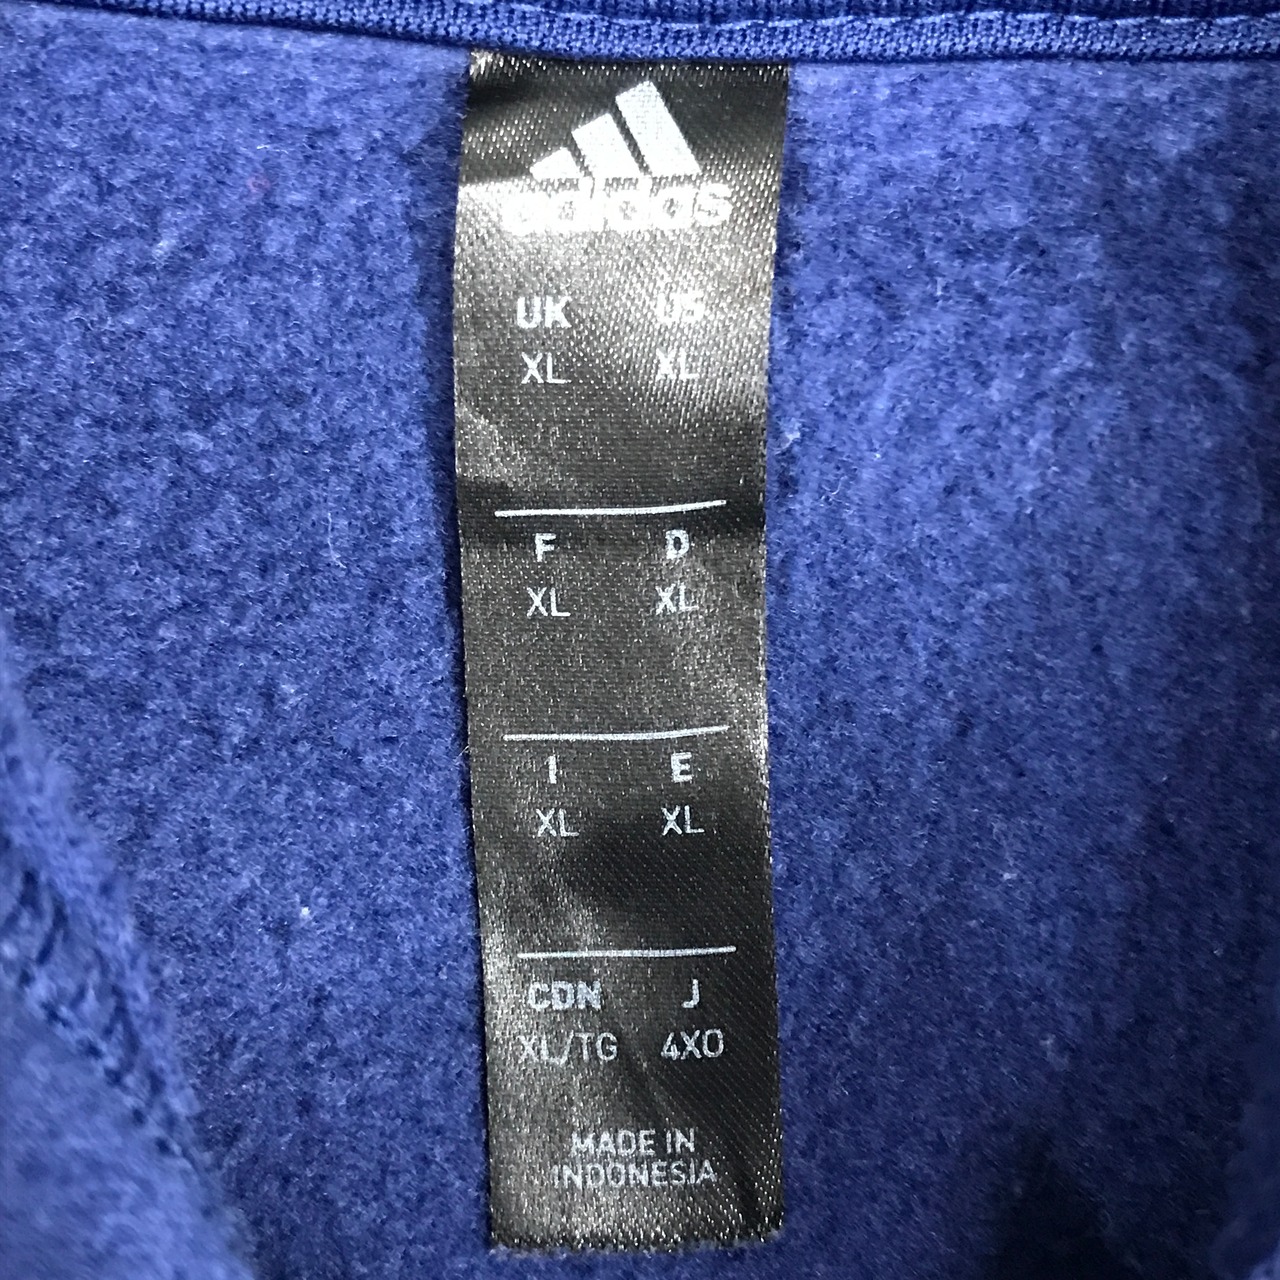 adidas
UK US
XL XL
F D
XL XL
I E
XL XL
CDN J
XL/TG 4XO
MADE IN
INDONESIA